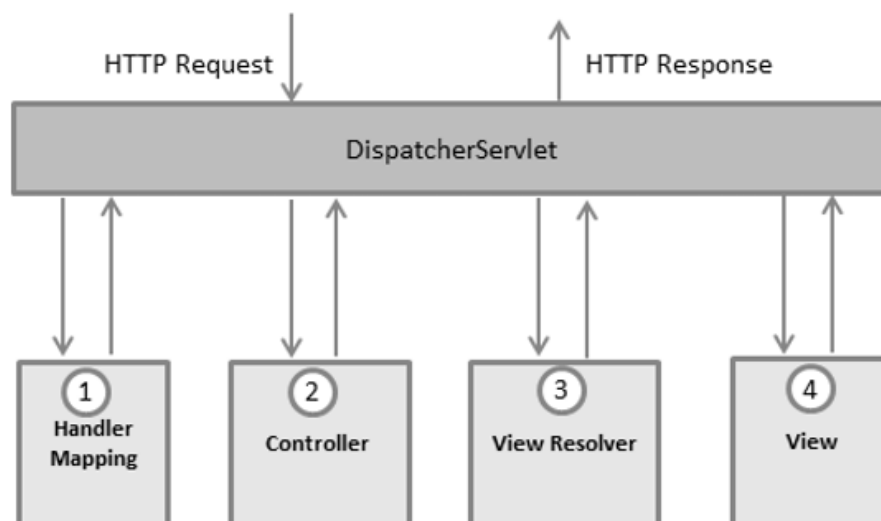 HTTP Request
HTTP Response
DispatcherServlet
1
Handler
Mapping
2
Controller
3
View Resolver
4
View